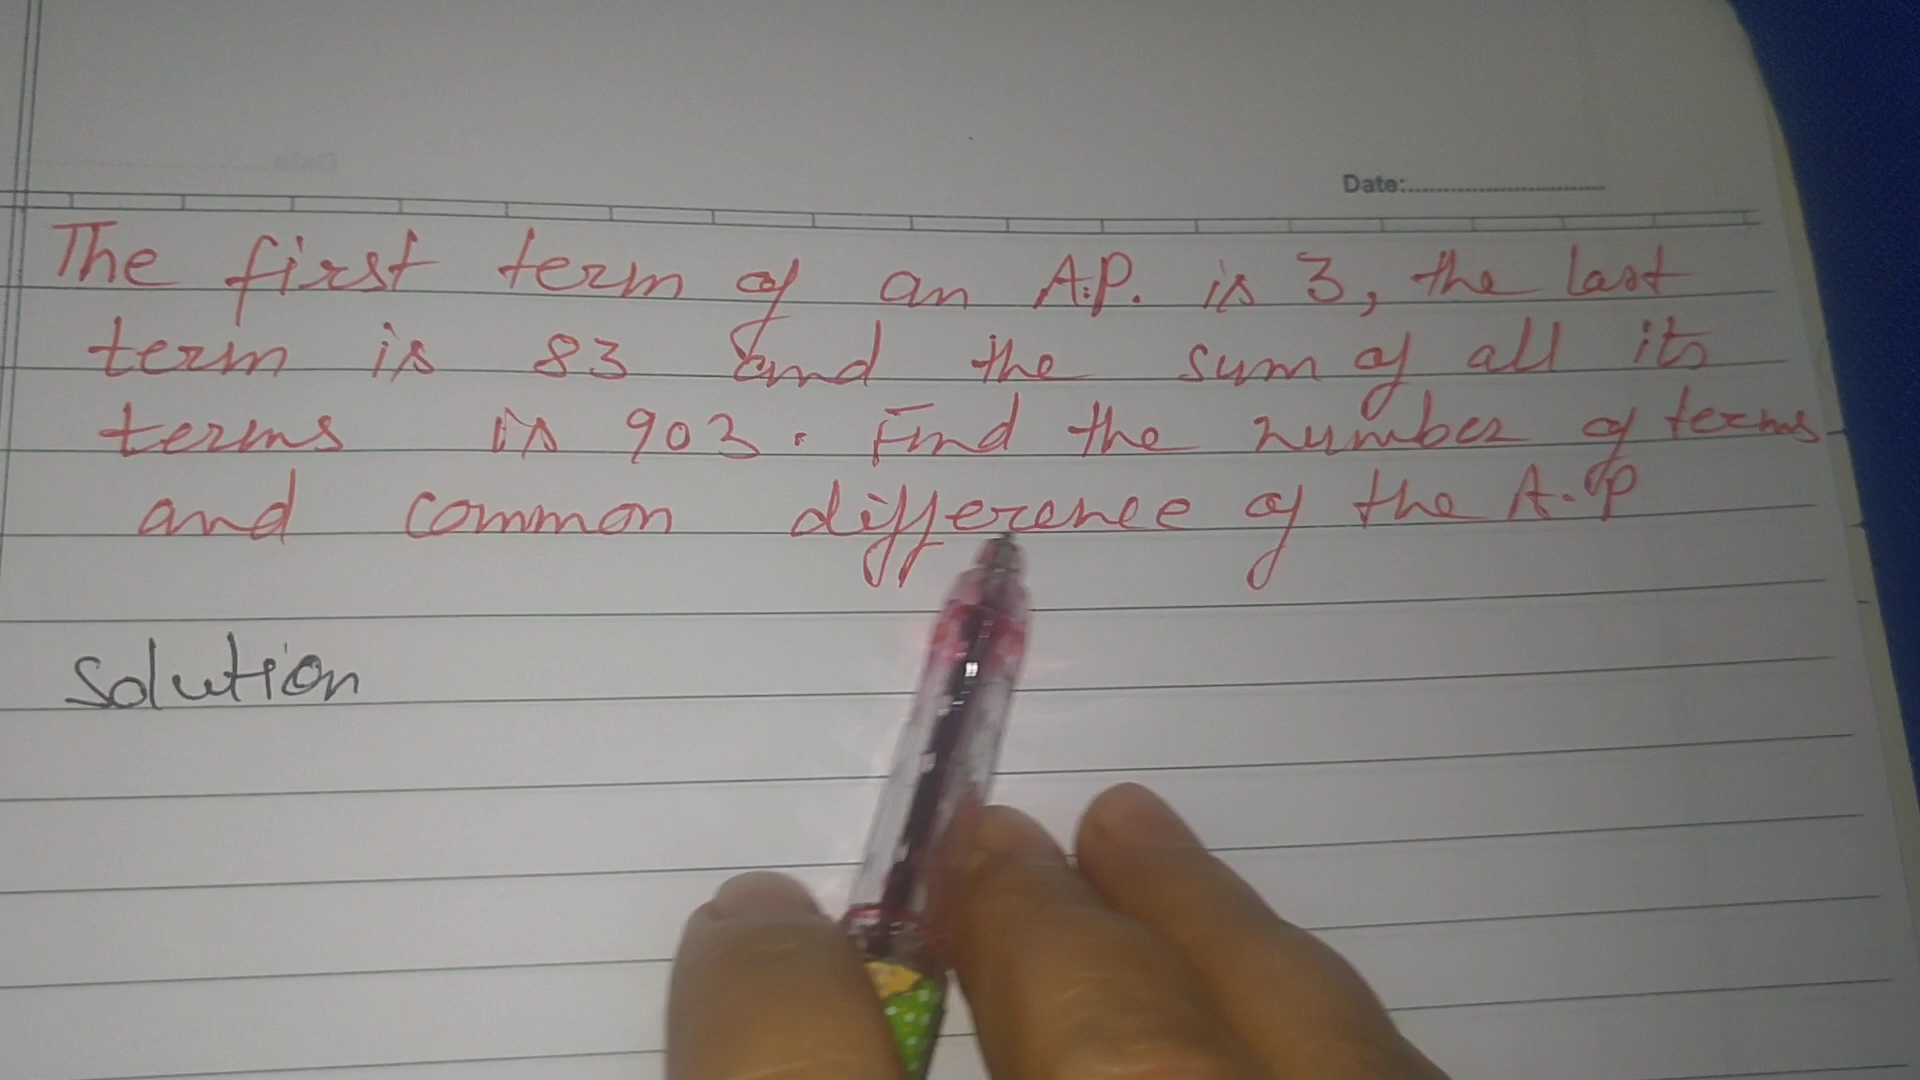 Date:
The first term of an A.P. is 3, the last
term is 83 and the sum of all its
terms is 903. Find the number of terms
and common difference of the A.P
Solution